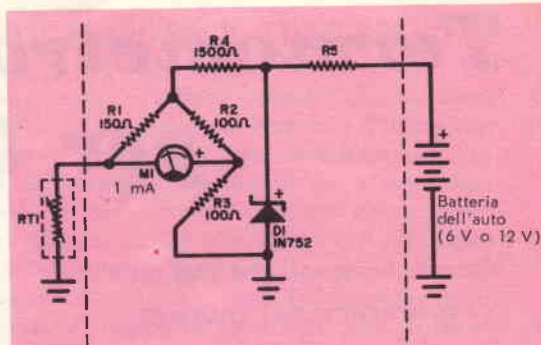 R4
1500Ω
R5
R1
150Ω
R2
100Ω
+
M1
1 mA
R3
100Ω
+
D1
1N752
RT1
+
Batteria
dell'auto
(6 V o 12 V)